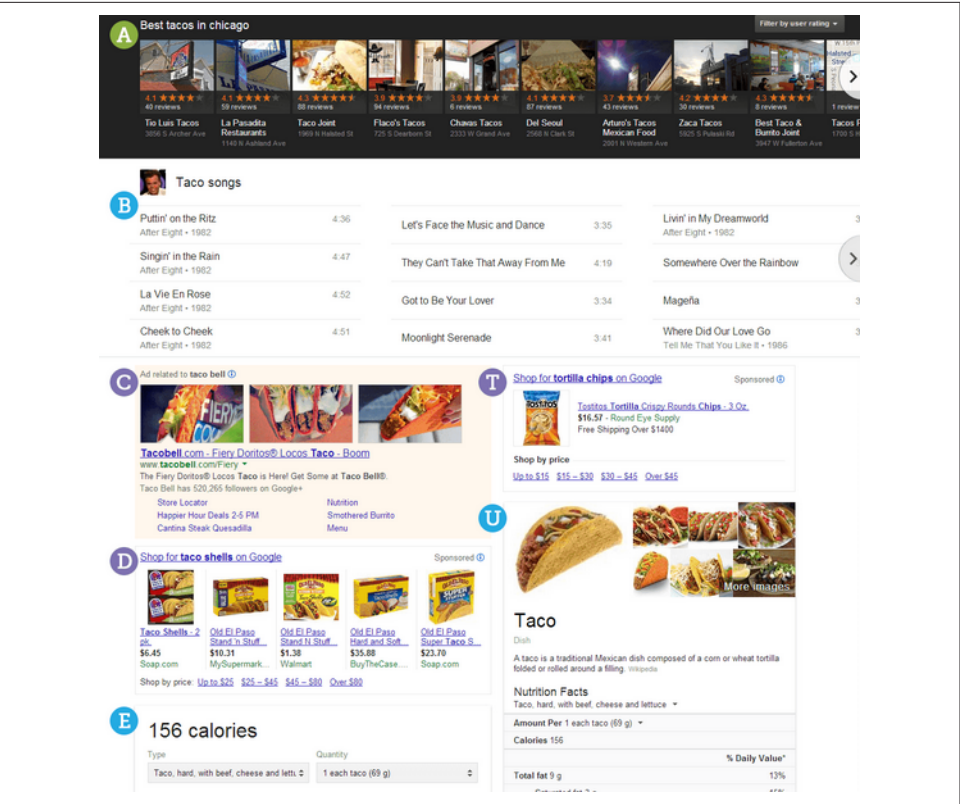 A
Best tacos in chicago
Filter by user rating
4.1 4.1 4.3 3.9 3.9 4.1 3.7 4.2 4.3
40 reviews 59 reviews 88 reviews 94 reviews 6 reviews 87 reviews 43 reviews 30 reviews 8 reviews 1 review
Tio Luis Tacos La Pasadita Taco Joint Flaco's Tacos Chavas Tacos Del Seoul Arturo's Tacos Zaca Tacos Best Taco & Tacos
3856 S Archer Ave Restaurants 1969 N Halsted St 725 S Dearborn St 2333 W Grand Ave 2568 N Clark St Mexican Food 5925 S Pulaski Rd Burrito Joint 1700 S
1140 N Ashland Ave 2001 N Western Ave 3947 W Fullerton Ave
B
Taco songs
Puttin' on the Ritz 4:36
After Eight • 1982
Let's Face the Music and Dance 3:35
Livin' in My Dreamworld 3
After Eight • 1982
Singin' in the Rain 4:47
After Eight • 1982
They Can't Take That Away From Me 4:19
Somewhere Over the Rainbow
La Vie En Rose 4:52
After Eight • 1982
Got to Be Your Lover 3:34
Mageña 3
Cheek to Cheek 4:51
After Eight • 1982
Moonlight Serenade 3:41
Where Did Our Love Go 3
Tell Me That You Like it • 1986
C
Ad related to taco bell
FIERY
Tacobell.com - Fiery Doritos® Locos Taco - Boom
www.tacobell.com/Fiery
The Fiery Doritos® Locos Taco is Here! Get Some at Taco Bell®.
Taco Bell has 520,265 followers on Google+
Store Locator Nutrition
Happier Hour Deals 2-5 PM Smothered Burrito
Cantina Steak Quesadilla Menu
D
Shop for taco shells on Google Sponsored
Taco Shells - 2 Old El Paso Old El Paso Old El Paso Old El Paso
pk. Stand 'n Stuff... Stand N Stuff... Hard and Soft... Super Taco S...
$6.45 $10.31 $1.38 $35.88 $23.70
Soap.com MySupermark... Walmart BuyTheCase.... Soap.com
Shop by price: Up to $25 $25 – $45 $45 – $80 Over $80
E
156 calories
Type Quantity
Taco, hard, with beef, cheese and lettu 1 each taco (69 g)
T
Shop for tortilla chips on Google Sponsored
TOSTITOS
Tostitos Tortilla Crispy Rounds Chips - 3 Oz.
$16.57 - Round Eye Supply
Free Shipping Over $1400
Shop by price
Up to $15 $15 – $30 $30 – $45 Over $45
U
More images
Taco
Dish
A taco is a traditional Mexican dish composed of a corn or wheat tortilla
folded or rolled around a filling. Wikipedia
Nutrition Facts
Taco, hard, with beef, cheese and lettuce
Amount Per 1 each taco (69 g)
Calories 156
% Daily Value*
Total fat 9 g 13%